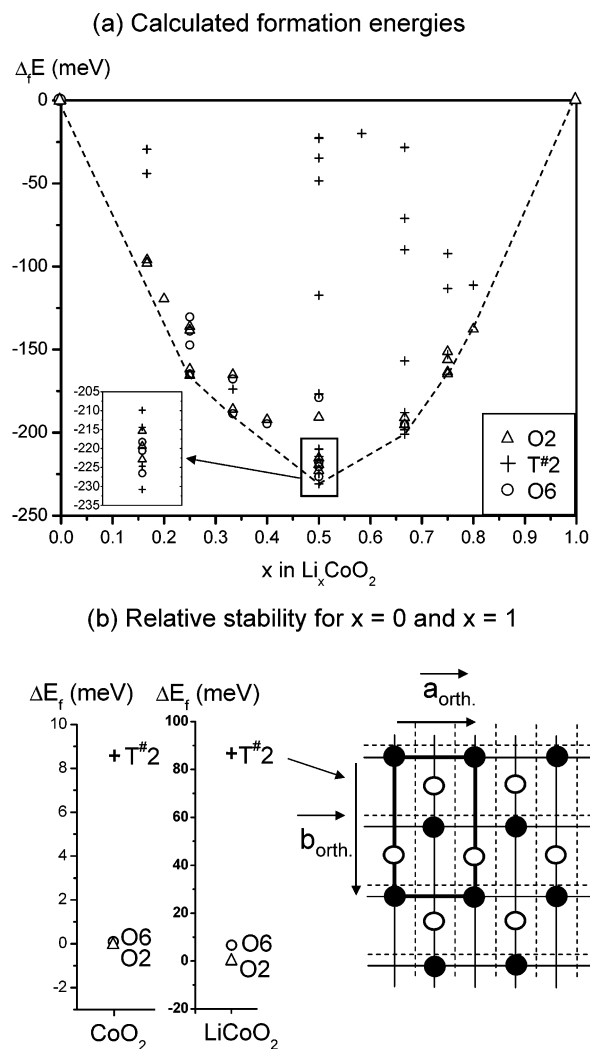 (a) Calculated formation energies
ΔfE (meV)
0
-50
-100
-150
-200
-250
-205
-210
-215
-220
-225
-230
-235
O2
T#2
O6
0.0 0.1 0.2 0.3 0.4 0.5 0.6 0.7 0.8 0.9 1.0
x in LixCoO2
(b) Relative stability for x = 0 and x = 1
ΔEf (meV) ΔEf (meV)
10
8
6
4
2
0
-2
T#2
O6
O2
CoO2
100
80
60
40
20
0
-20
T#2
O6
O2
LiCoO2
aorth.
borth.